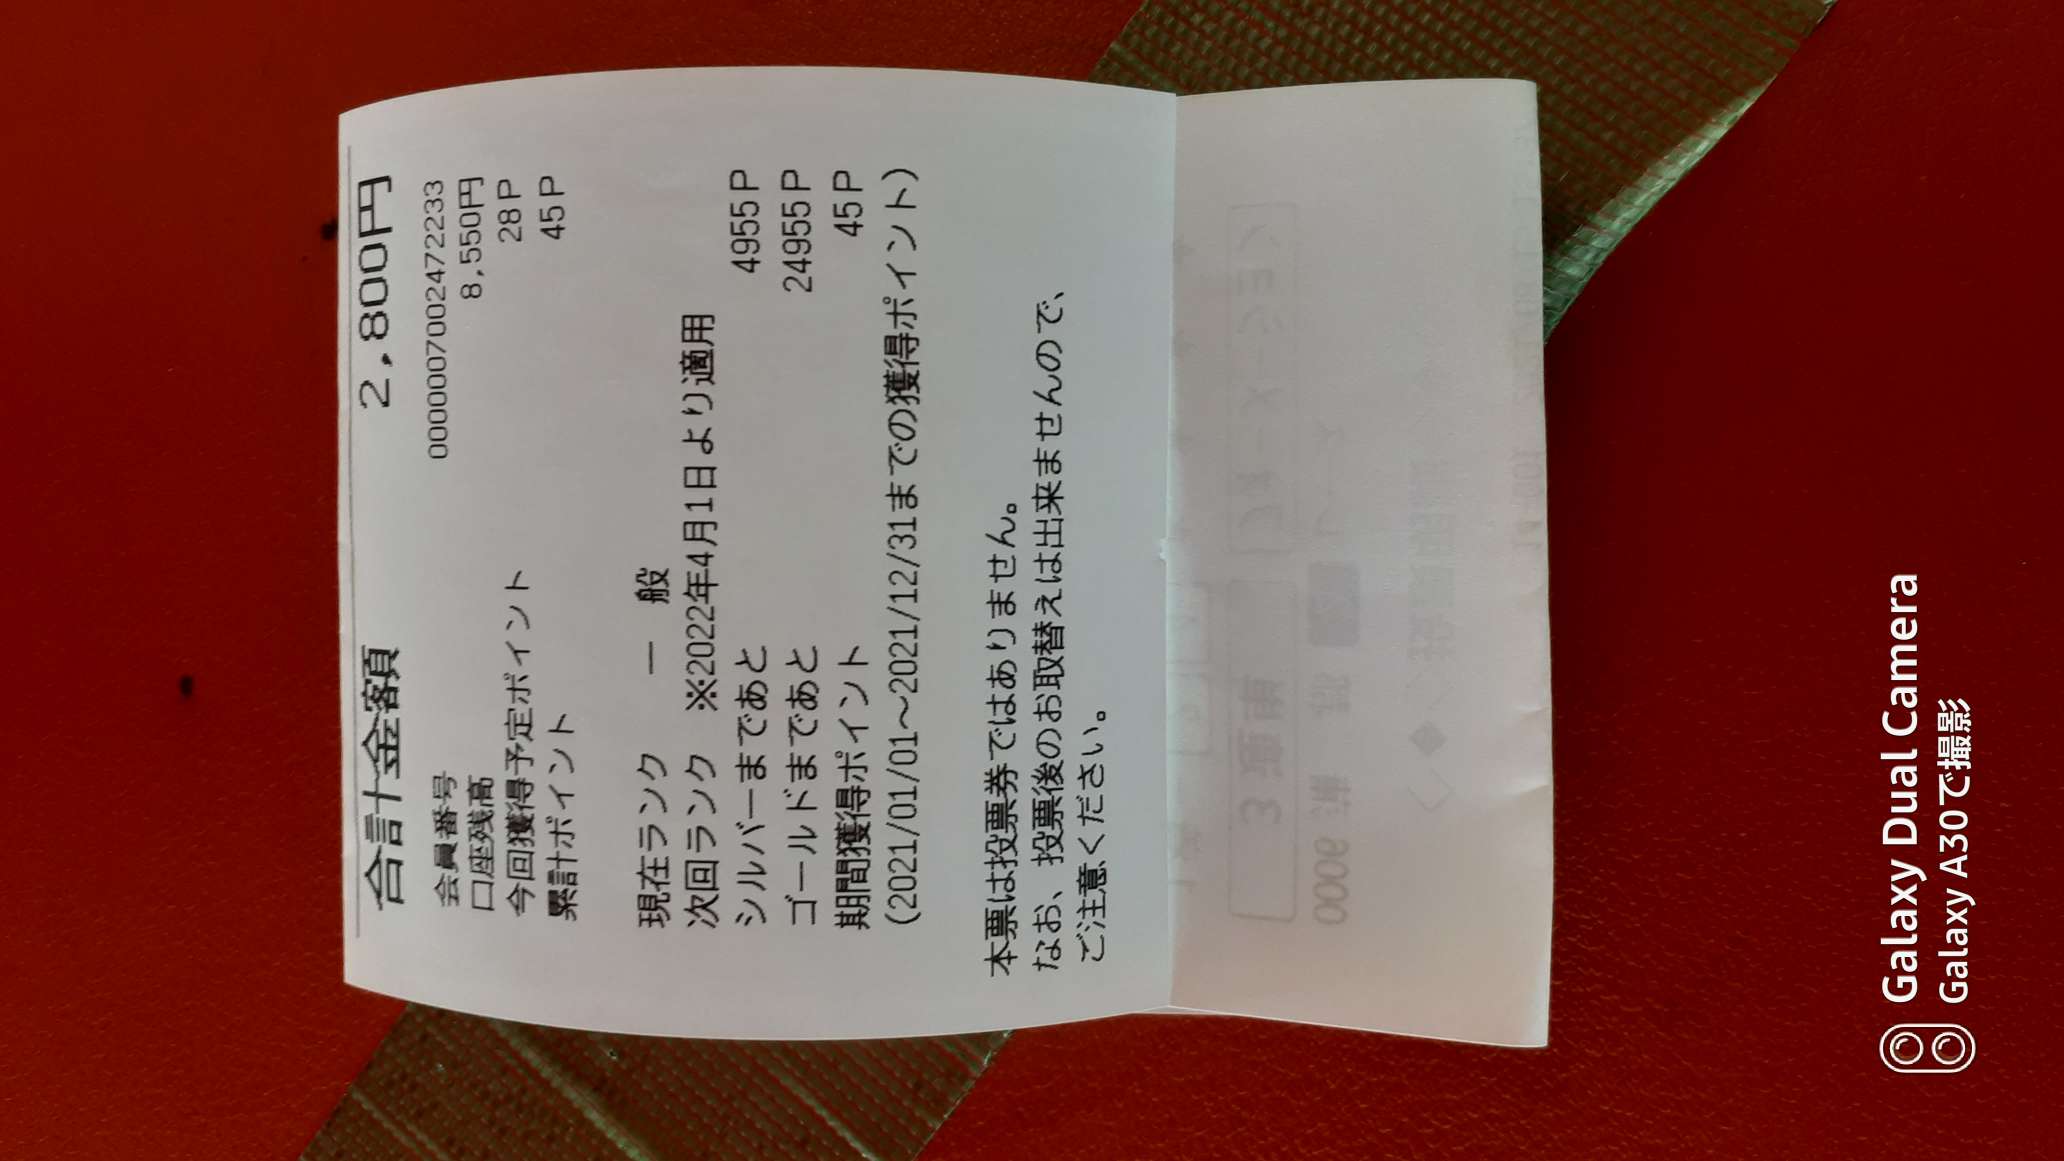 合計金額 2,800円
会員番号 0000007002472233
口座残高 8,550円
今回獲得予定ポイント 28P
累計ポイント 45P
現在ランク 一 般
次回ランク ※2022年4月1日より適用
シルバーまであと 4955P
ゴールドまであと 24955P
期間獲得ポイント 45P
(2021/01/01～2021/12/31までの獲得ポイント)
本票は投票券ではありません。
なお、投票後のお取替えは出来ませんので、
ご注意ください。
Galaxy Dual Camera
Galaxy A30で撮影